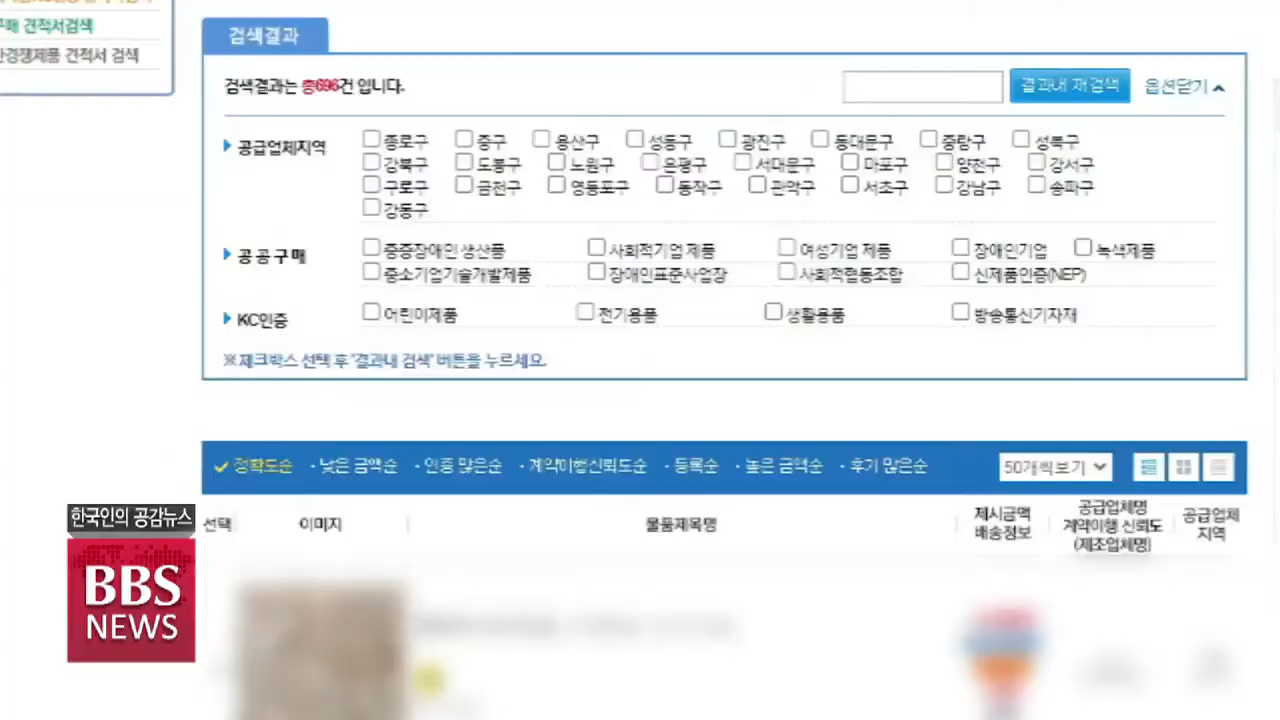 구매 견적서검색
간경쟁제품 견적서 검색
검색결과
검색결과는 총696건 입니다.
결과내 재검색 옵션닫기
공급업체지역
종로구 중구 용산구 성동구 광진구 동대문구 중랑구 성북구
강북구 도봉구 노원구 은평구 서대문구 마포구 양천구 강서구
구로구 금천구 영등포구 동작구 관악구 서초구 강남구 송파구
강동구
공공구매
중증장애인 생산품 사회적기업 제품 여성기업 제품 장애인기업 녹색제품
중소기업기술개발제품 장애인표준사업장 사회적협동조합 신제품인증(NEP)
KC인증 어린이제품 전기용품 생활용품 방송통신기자재
※체크박스 선택 후 '결과내 검색' 버튼을 누르세요.
정확도순 · 낮은 금액순 · 인증 많은순 · 계약이행신뢰도순 · 등록순 · 높은 금액순 · 후기 많은순 50개씩보기
선택 이미지 물품제목명
제시금액
배송정보
공급업체명
계약이행 신뢰도
(제조업체명)
공급업체
지역
한국인의 공감뉴스
BBS
NEWS